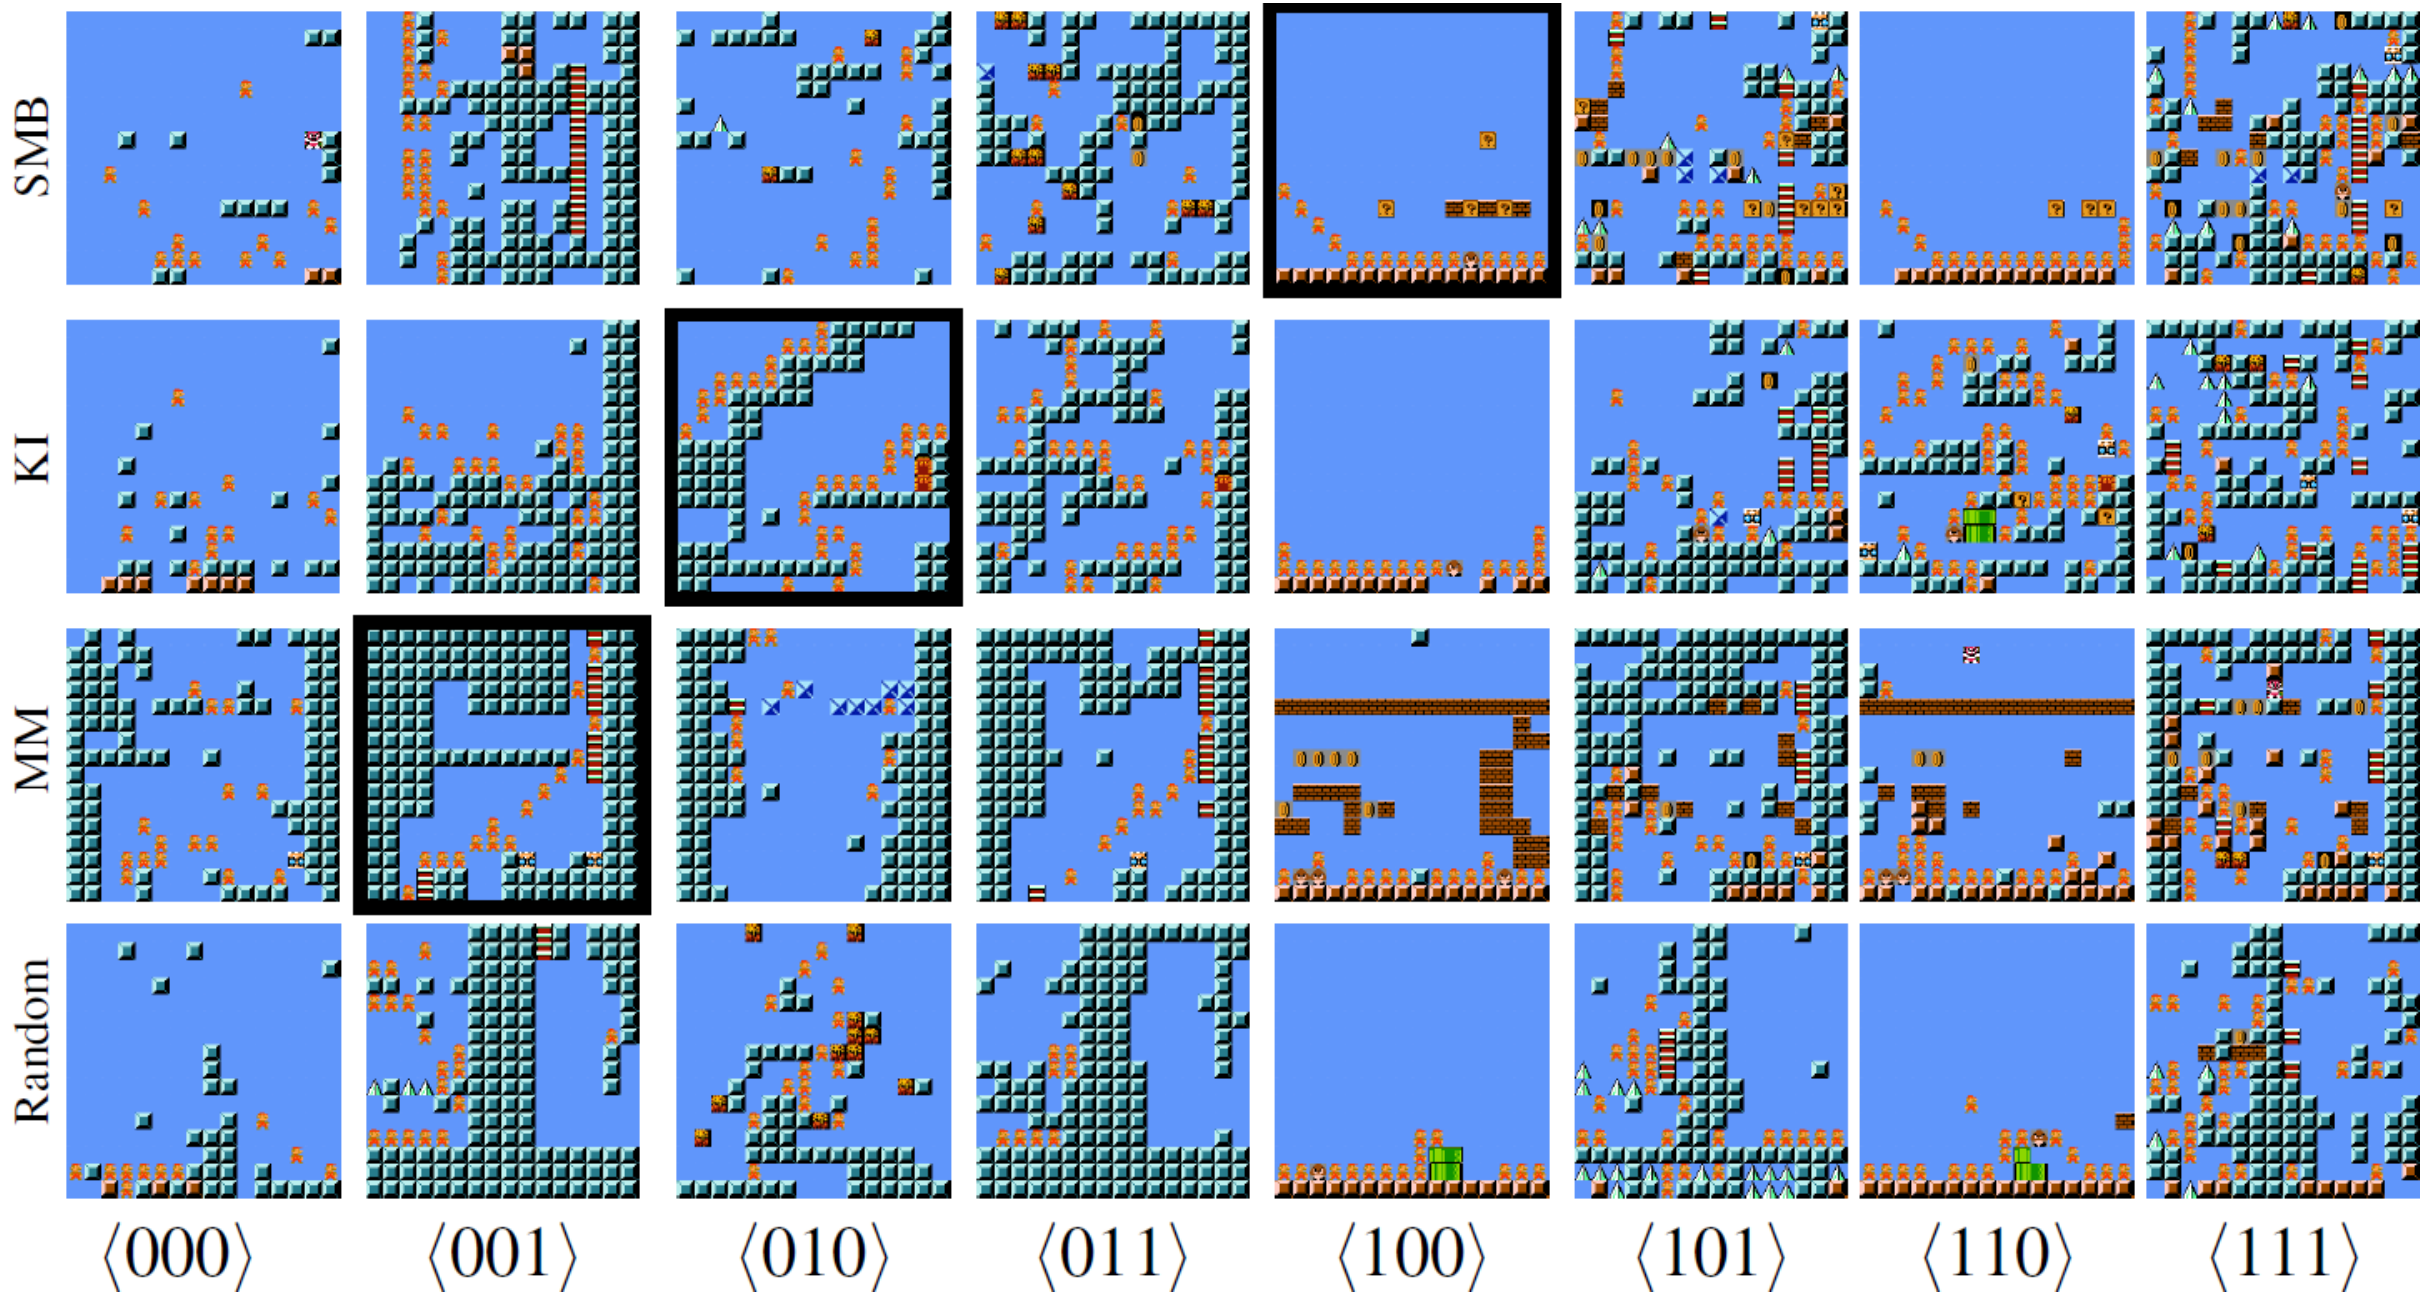 SMB
KI
MM
Random
⟨000⟩ ⟨001⟩ ⟨010⟩ ⟨011⟩ ⟨100⟩ ⟨101⟩ ⟨110⟩ ⟨111⟩